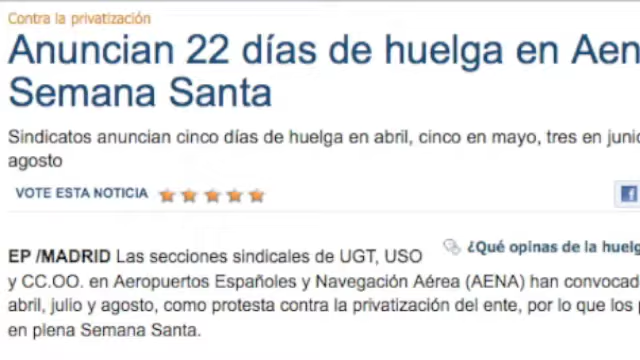 Contra la privatización
Anuncian 22 días de huelga en Aen
Semana Santa
Sindicatos anuncian cinco días de huelga en abril, cinco en mayo, tres en junio
agosto
VOTE ESTA NOTICIA
¿Qué opinas de la huelg
EP /MADRID Las secciones sindicales de UGT, USO
y CC.OO. en Aeropuertos Españoles y Navegación Aérea (AENA) han convocad
abril, julio y agosto, como protesta contra la privatización del ente, por lo que los
en plena Semana Santa.